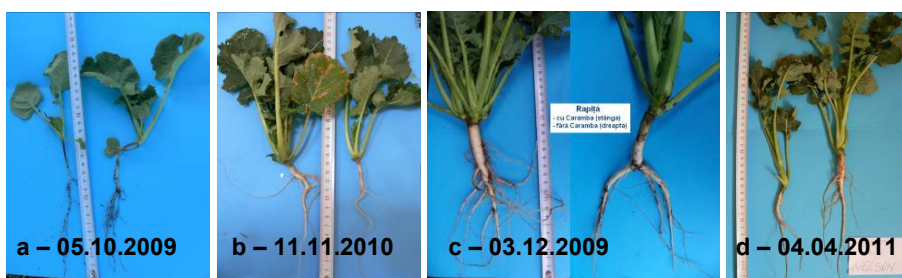 Rapiță
- cu Caramba (stânga)
- fără Caramba (dreapta)
a – 05.10.2009
b – 11.11.2010
c – 03.12.2009
d – 04.04.2011
NELSON